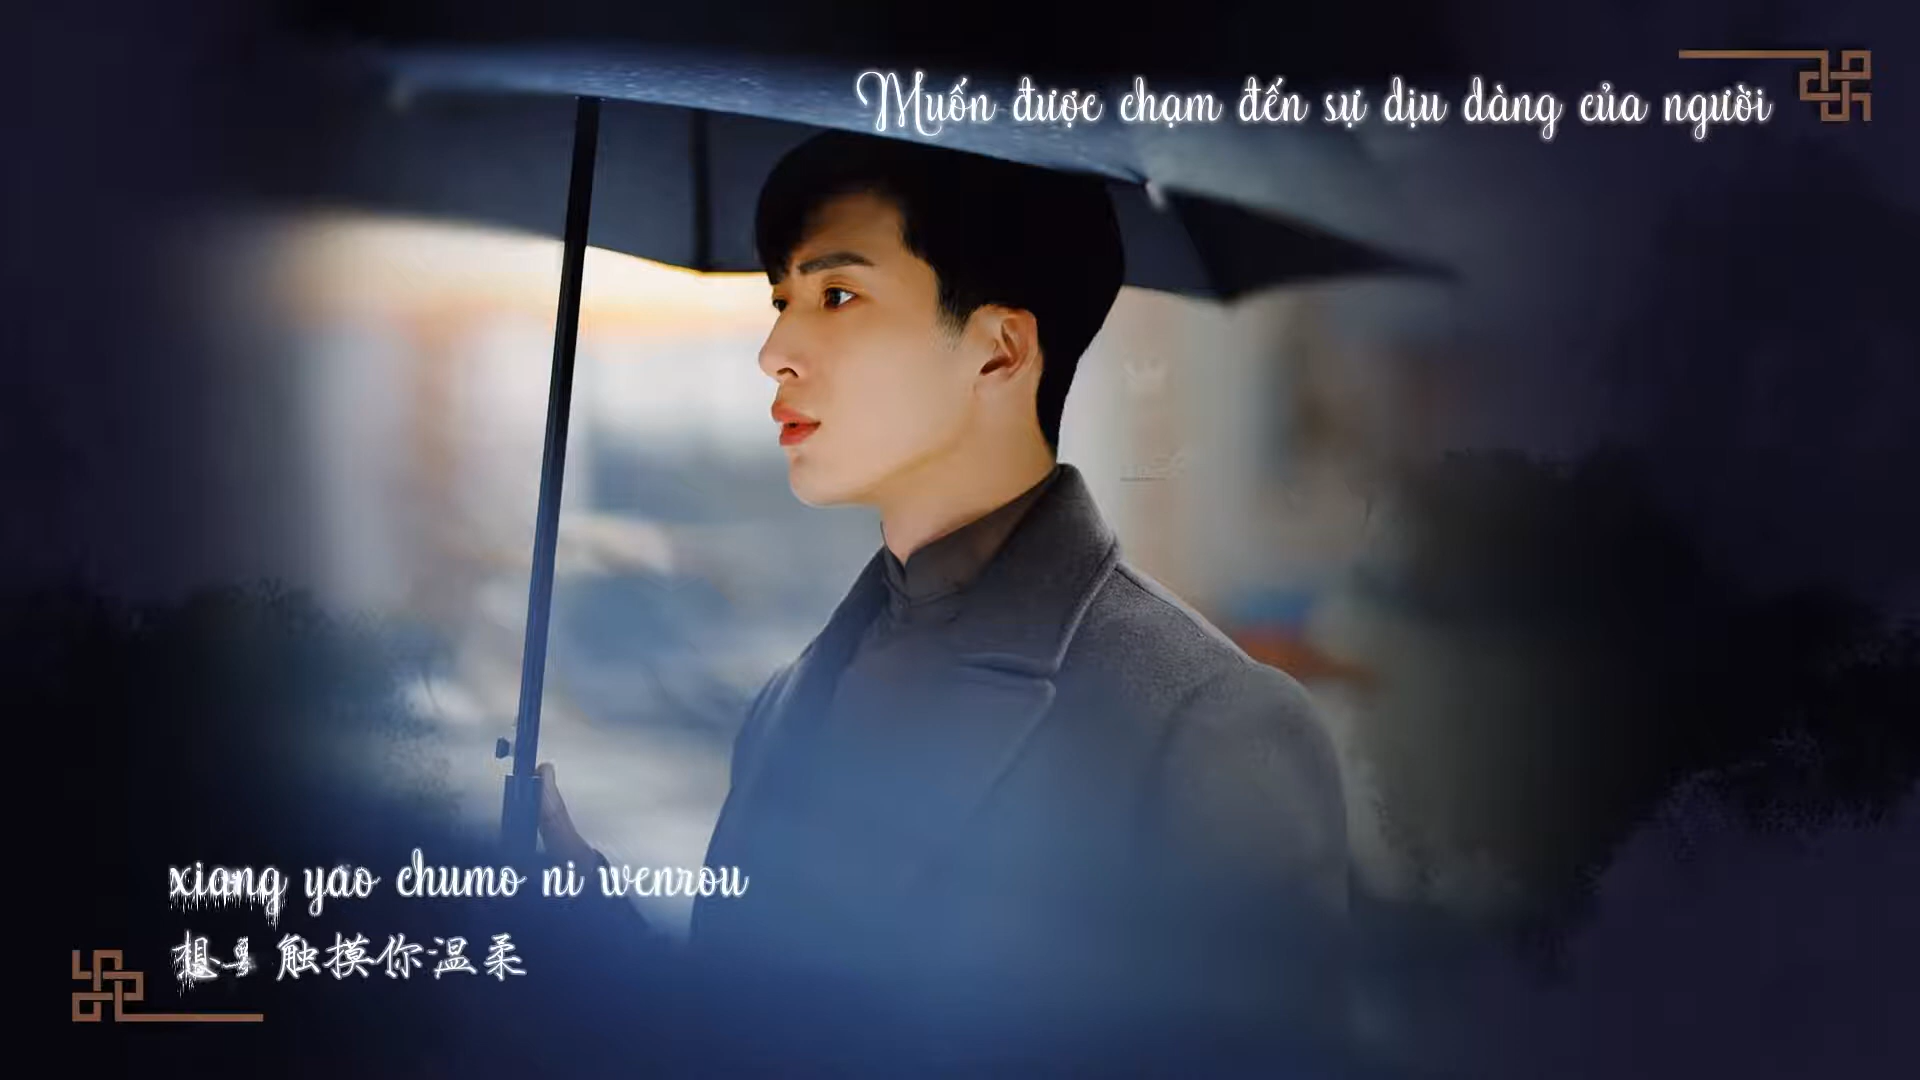 Muốn được chạm đến sự dịu dàng của người
xiang yao chumo ni wenrou
想要 触摸你温柔